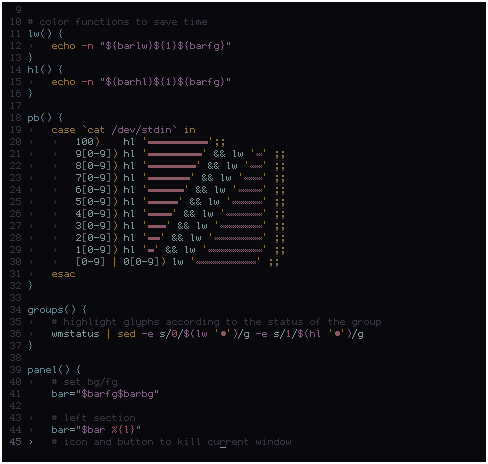 9
10 # color functions to save time
11 lw() {
12 ›   echo -n "${barlw}${1}${barfg}"
13 }
14 hl() {
15 ›   echo -n "${barhl}${1}${barfg}"
16 }
17
18 pb() {
19 ›   case `cat /dev/stdin` in
20 ›   ›   100)    hl '━━━━━━━━━━';;
21 ›   ›   9[0-9]) hl '━━━━━━━━━' && lw '═' ;;
22 ›   ›   8[0-9]) hl '━━━━━━━━' && lw '══' ;;
23 ›   ›   7[0-9]) hl '━━━━━━━' && lw '═══' ;;
24 ›   ›   6[0-9]) hl '━━━━━━' && lw '════' ;;
25 ›   ›   5[0-9]) hl '━━━━━' && lw '═════' ;;
26 ›   ›   4[0-9]) hl '━━━━' && lw '══════' ;;
27 ›   ›   3[0-9]) hl '━━━' && lw '═══════' ;;
28 ›   ›   2[0-9]) hl '━━' && lw '════════' ;;
29 ›   ›   1[0-9]) hl '━' && lw '═════════' ;;
30 ›   ›   [0-9] | 0[0-9]) lw '══════════' ;;
31 ›   esac
32 }
33
34 groups() {
35 ›   # highlight glyphs according to the status of the group
36 ›   wmstatus | sed -e s/0/$(lw '●')/g -e s/1/$(hl '●')/g
37 }
38
39 panel() {
40 ›   # set bg/fg
41 ›   bar="$barfg$barbg"
42
43 ›   # left section
44 ›   bar="$bar %{l}"
45 ›   # icon and button to kill current window